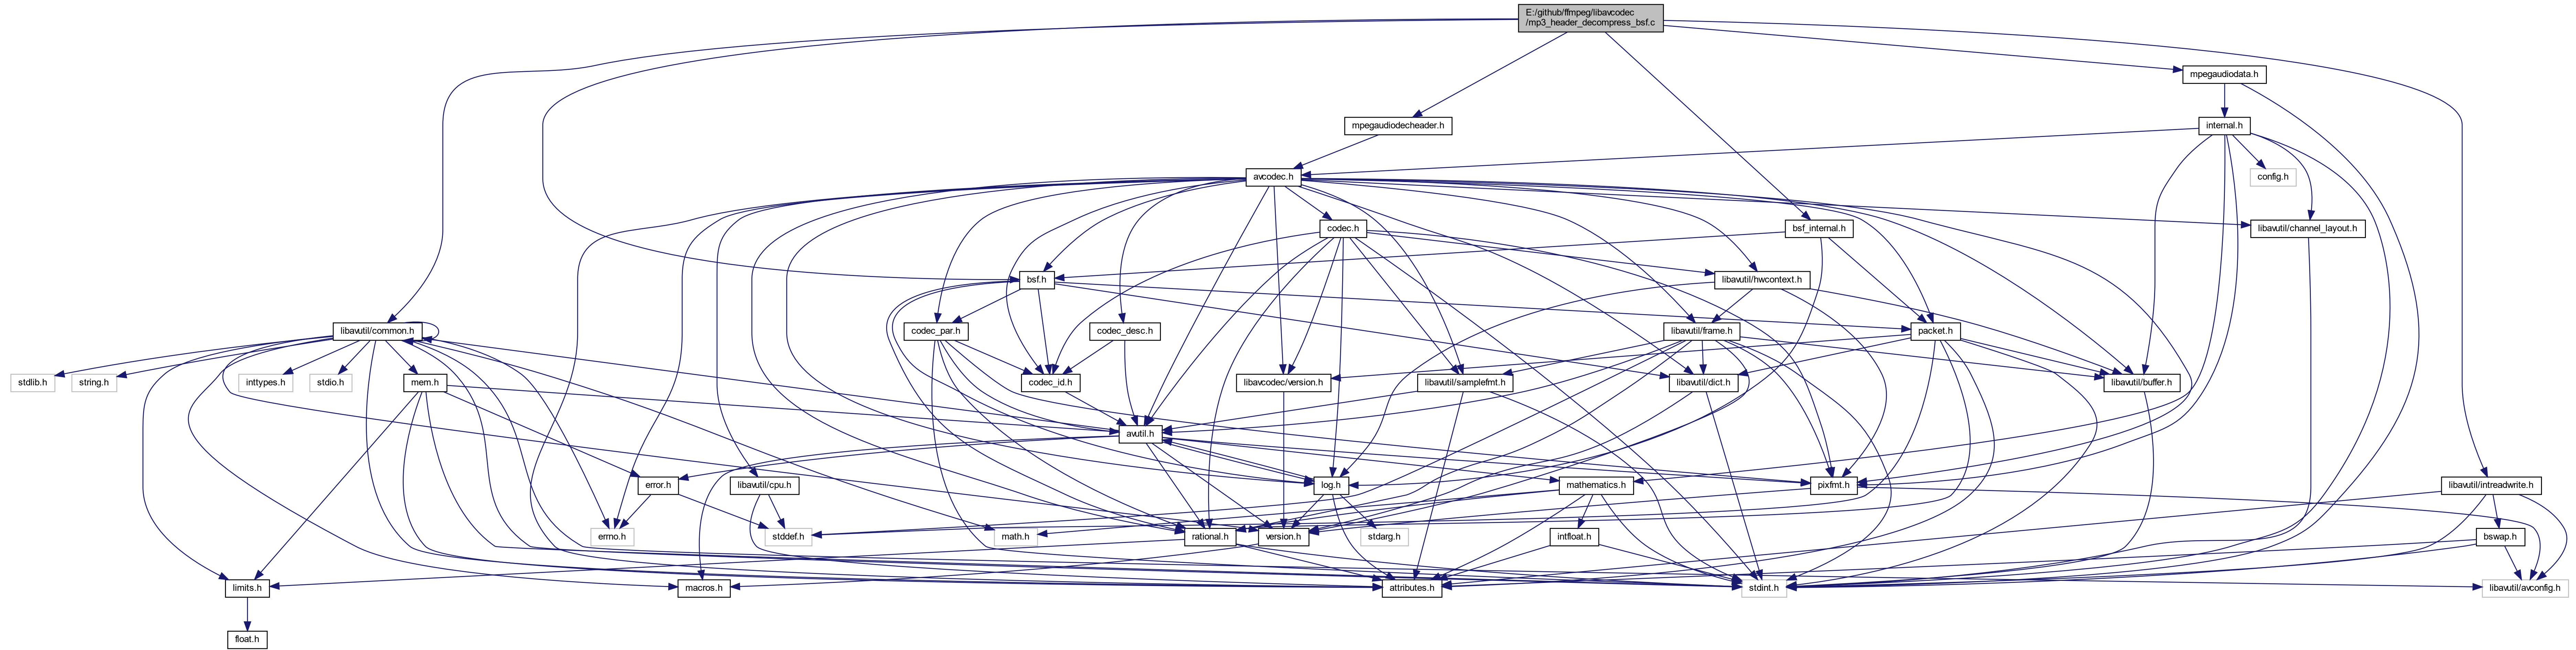 E:/github/ffmpeg/libavcodec
/mp3_header_decompress_bsf.c
mpegaudiodata.h
mpegaudiodecheader.h
internal.h
avcodec.h
config.h
codec.h
bsf_internal.h
libavutil/channel_layout.h
bsf.h
libavutil/hwcontext.h
libavutil/common.h
codec_par.h
codec_desc.h
libavutil/frame.h
packet.h
stdlib.h
string.h
inttypes.h
stdio.h
mem.h
codec_id.h
libavcodec/version.h
libavutil/samplefmt.h
libavutil/dict.h
libavutil/buffer.h
avutil.h
error.h
libavutil/cpu.h
log.h
mathematics.h
pixfmt.h
libavutil/intreadwrite.h
errno.h
stddef.h
math.h
rational.h
version.h
stdarg.h
intfloat.h
bswap.h
limits.h
macros.h
attributes.h
stdint.h
libavutil/avconfig.h
float.h